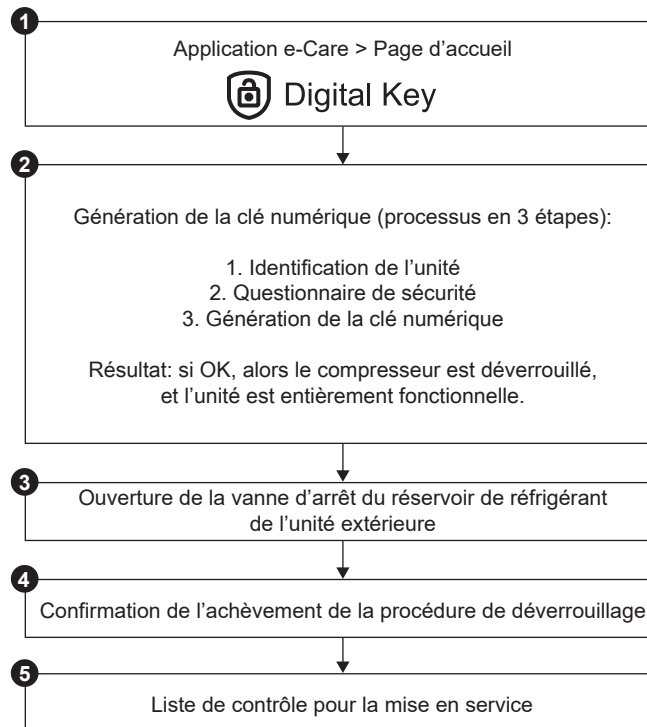 1
Application e-Care > Page d’accueil
Digital Key
2
Génération de la clé numérique (processus en 3 étapes):
1. Identification de l’unité
2. Questionnaire de sécurité
3. Génération de la clé numérique
Résultat: si OK, alors le compresseur est déverrouillé,
et l’unité est entièrement fonctionnelle.
3
Ouverture de la vanne d’arrêt du réservoir de réfrigérant
de l’unité extérieure
4
Confirmation de l’achèvement de la procédure de déverrouillage
5
Liste de contrôle pour la mise en service